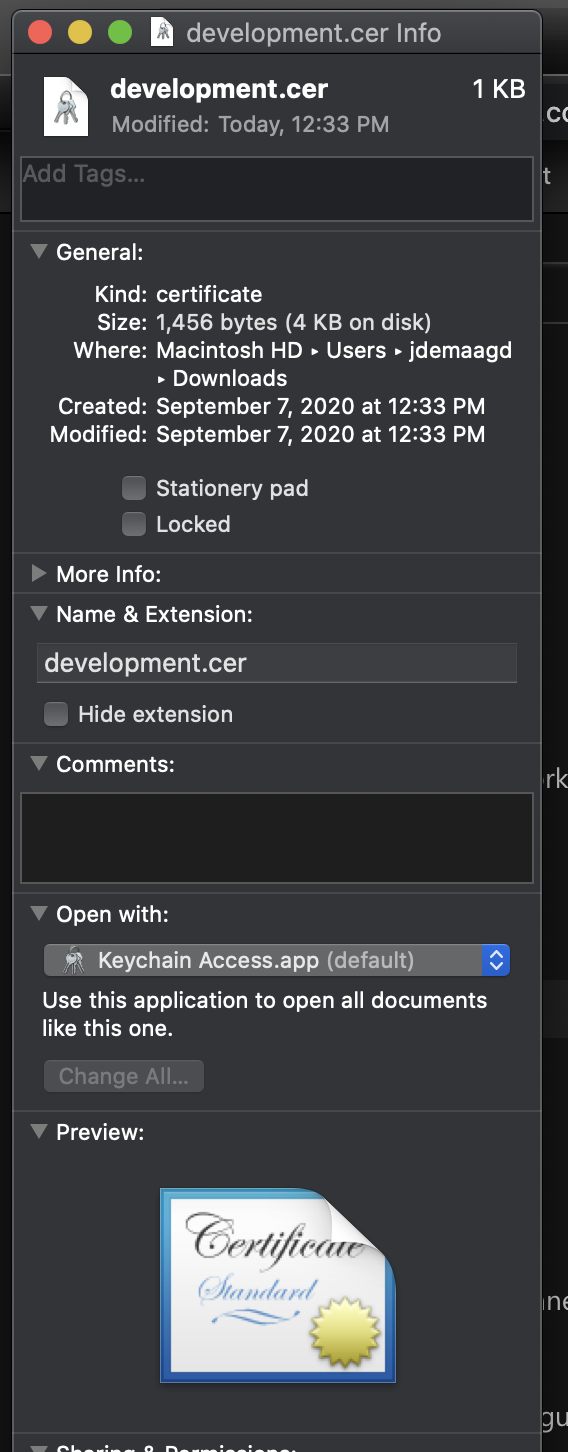 development.cer Info
development.cer 1 KB
Modified: Today, 12:33 PM
Add Tags...
General:
Kind: certificate
Size: 1,456 bytes (4 KB on disk)
Where: Macintosh HD ▸ Users ▸ jdemaagd
▸ Downloads
Created: September 7, 2020 at 12:33 PM
Modified: September 7, 2020 at 12:33 PM
Stationery pad
Locked
More Info:
Name & Extension:
development.cer
Hide extension
Comments:
Open with:
Keychain Access.app (default)
Use this application to open all documents
like this one.
Change All...
Preview:
Certificate
Standard
Sharing & Permissions: